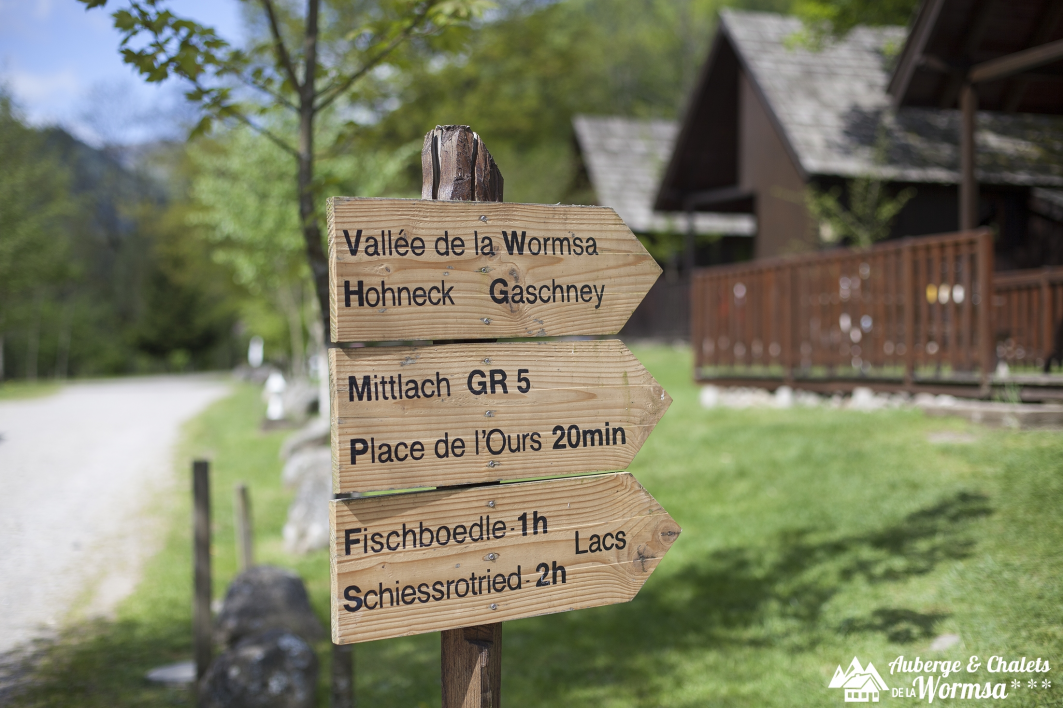 Vallée de la Wormsa
Hohneck Gaschney
Mittlach GR 5
Place de l'Ours 20min
Fischboedle - 1h
Lacs
Schiessrotried - 2h
Auberge & Chalets
DE LA Wormsa***